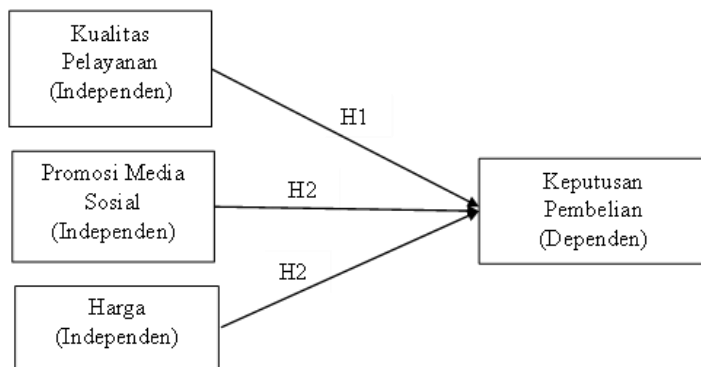 Kualitas
Pelayanan
(Independen)
H1
Promosi Media
Sosial
(Independen)
H2
Keputusan
Pembelian
(Dependen)
H2
Harga
(Independen)